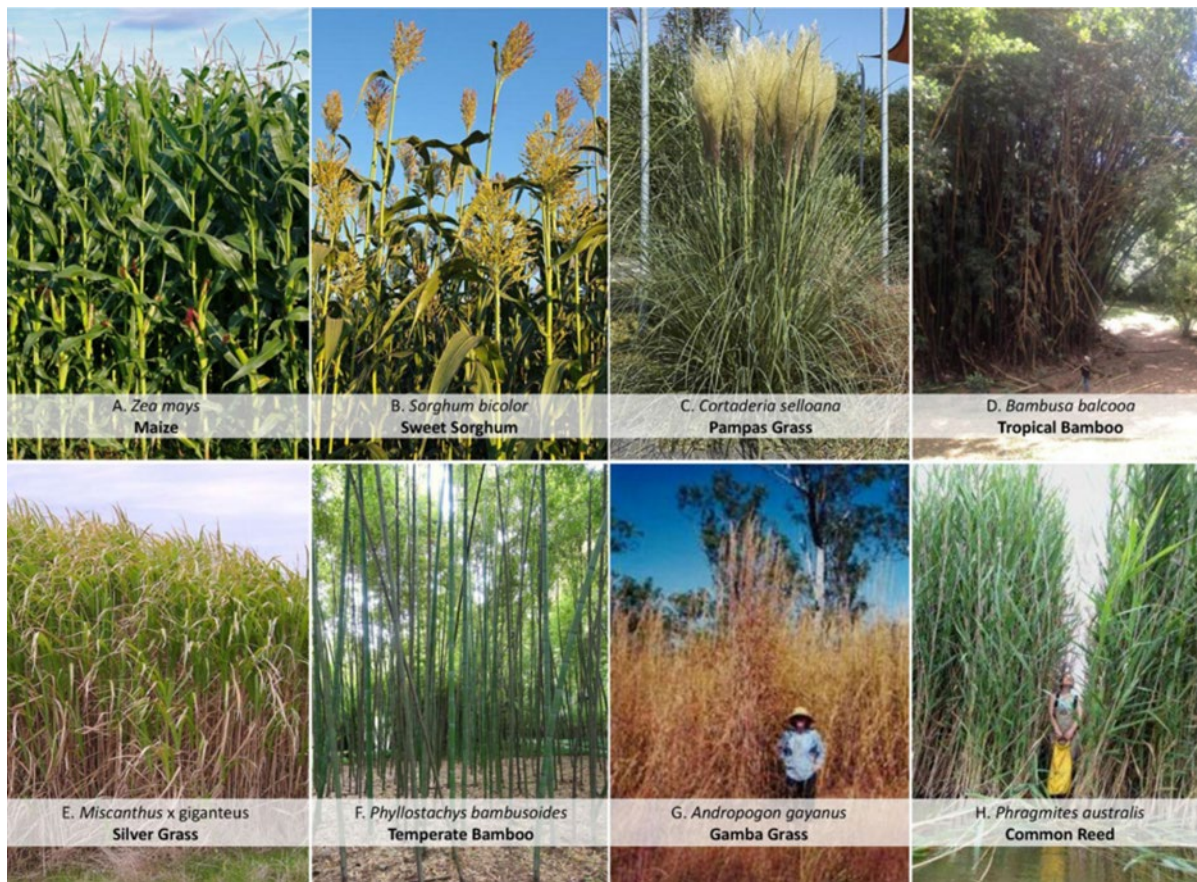 A. Zea mays
Maize
B. Sorghum bicolor
Sweet Sorghum
C. Cortaderia selloana
Pampas Grass
D. Bambusa balcooa
Tropical Bamboo
E. Miscanthus x giganteus
Silver Grass
F. Phyllostachys bambusoides
Temperate Bamboo
G. Andropogon gayanus
Gamba Grass
H. Phragmites australis
Common Reed